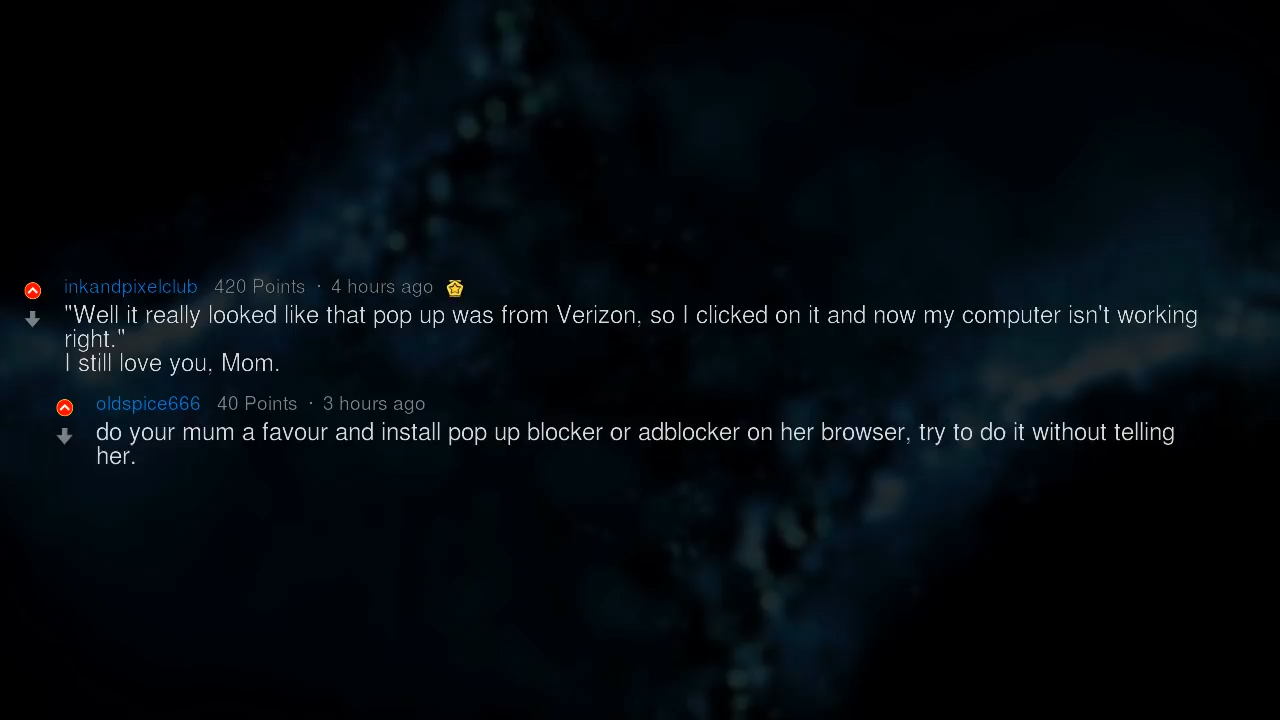 inkandpixelclub 420 Points · 4 hours ago
"Well it really looked like that pop up was from Verizon, so I clicked on it and now my computer isn't working
right."
I still love you, Mom.
oldspice666 40 Points · 3 hours ago
do your mum a favour and install pop up blocker or adblocker on her browser, try to do it without telling
her.